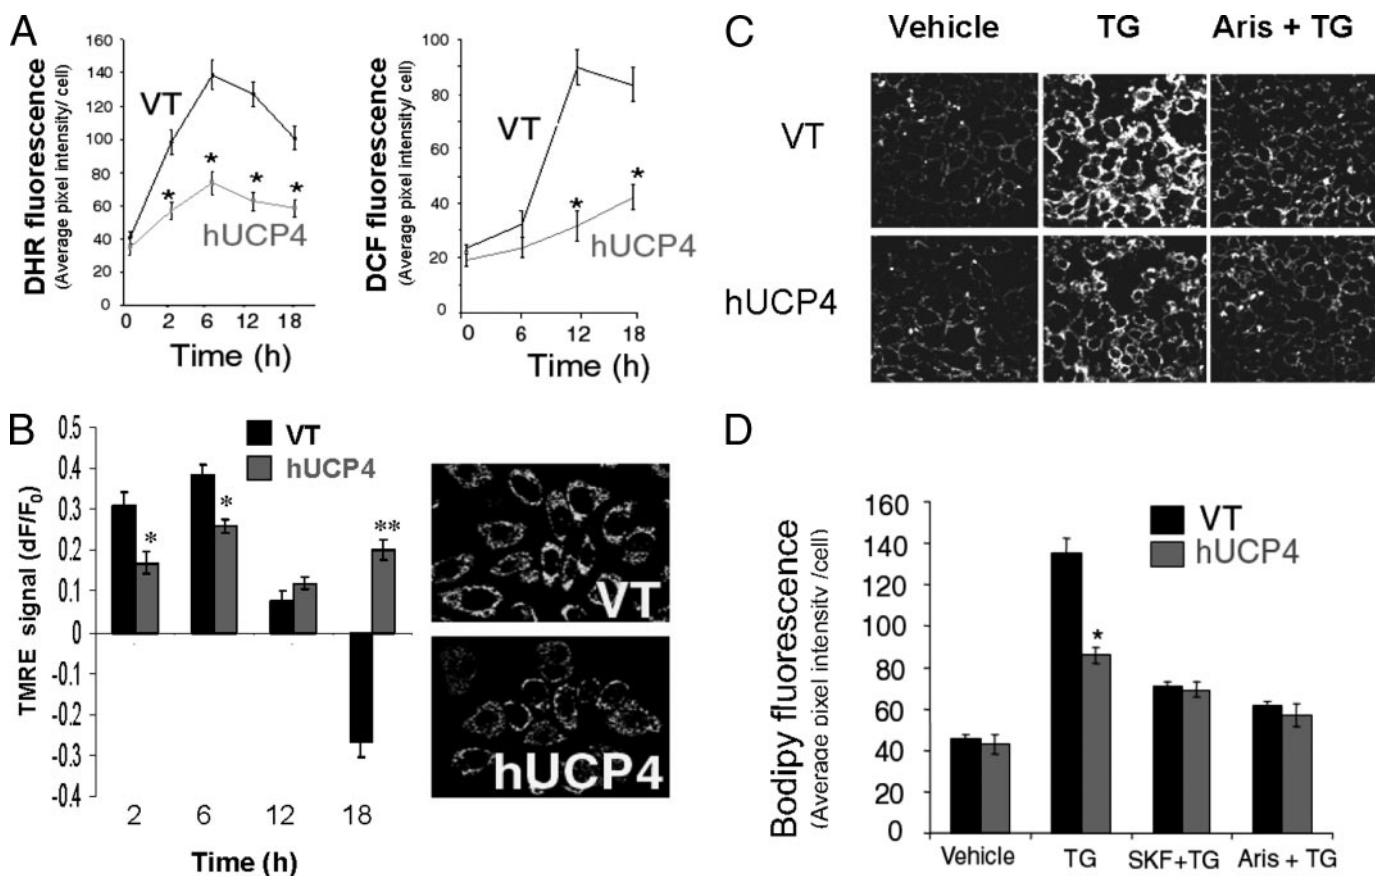 A
DHR fluorescence
(Average pixel intensity/ cell)
160
140
120
100
80
60
40
20
0
VT
*
*
*
*
hUCP4
0 2 6 12 18
Time (h)
DCF fluorescence
(Average pixel intensity/ cell)
100
80
60
40
20
0
VT
*
*
hUCP4
0 6 12 18
Time (h)
C
Vehicle TG Aris + TG
VT
hUCP4
B
TMRE signal (dF/F0)
0.5
0.4
0.3
0.2
0.1
0
-0.1
-0.2
-0.3
-0.4
VT
hUCP4
*
*
**
2 6 12 18
Time (h)
VT
hUCP4
D
Bodipy fluorescence
(Average pixel intensity /cell)
160
140
120
100
80
60
40
20
0
VT
hUCP4
*
Vehicle TG SKF+TG Aris + TG